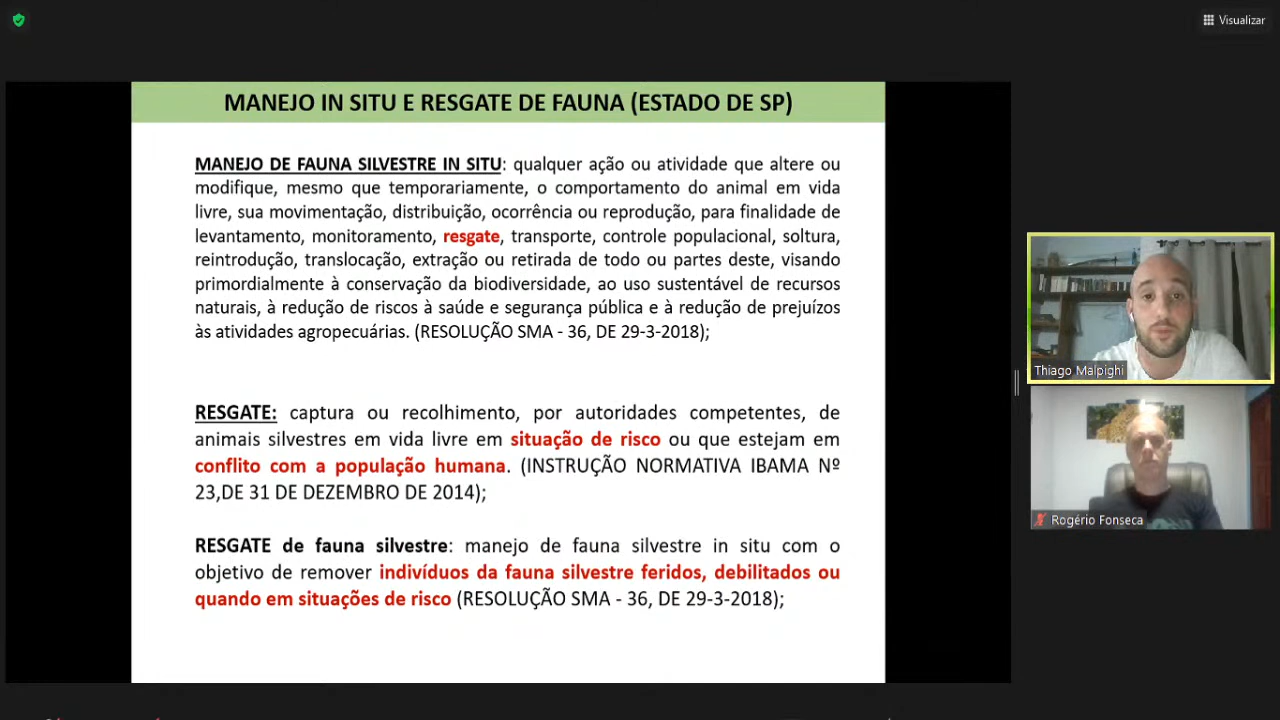 Visualizar
MANEJO IN SITU E RESGATE DE FAUNA (ESTADO DE SP)
MANEJO DE FAUNA SILVESTRE IN SITU: qualquer ação ou atividade que altere ou
modifique, mesmo que temporariamente, o comportamento do animal em vida
livre, sua movimentação, distribuição, ocorrência ou reprodução, para finalidade de
levantamento, monitoramento, resgate, transporte, controle populacional, soltura,
reintrodução, translocação, extração ou retirada de todo ou partes deste, visando
primordialmente à conservação da biodiversidade, ao uso sustentável de recursos
naturais, à redução de riscos à saúde e segurança pública e à redução de prejuízos
às atividades agropecuárias. (RESOLUÇÃO SMA - 36, DE 29-3-2018);
RESGATE: captura ou recolhimento, por autoridades competentes, de
animais silvestres em vida livre em situação de risco ou que estejam em
conflito com a população humana. (INSTRUÇÃO NORMATIVA IBAMA Nº
23,DE 31 DE DEZEMBRO DE 2014);
RESGATE de fauna silvestre: manejo de fauna silvestre in situ com o
objetivo de remover indivíduos da fauna silvestre feridos, debilitados ou
quando em situações de risco (RESOLUÇÃO SMA - 36, DE 29-3-2018);
Thiago Malpighi
Rogério Fonseca